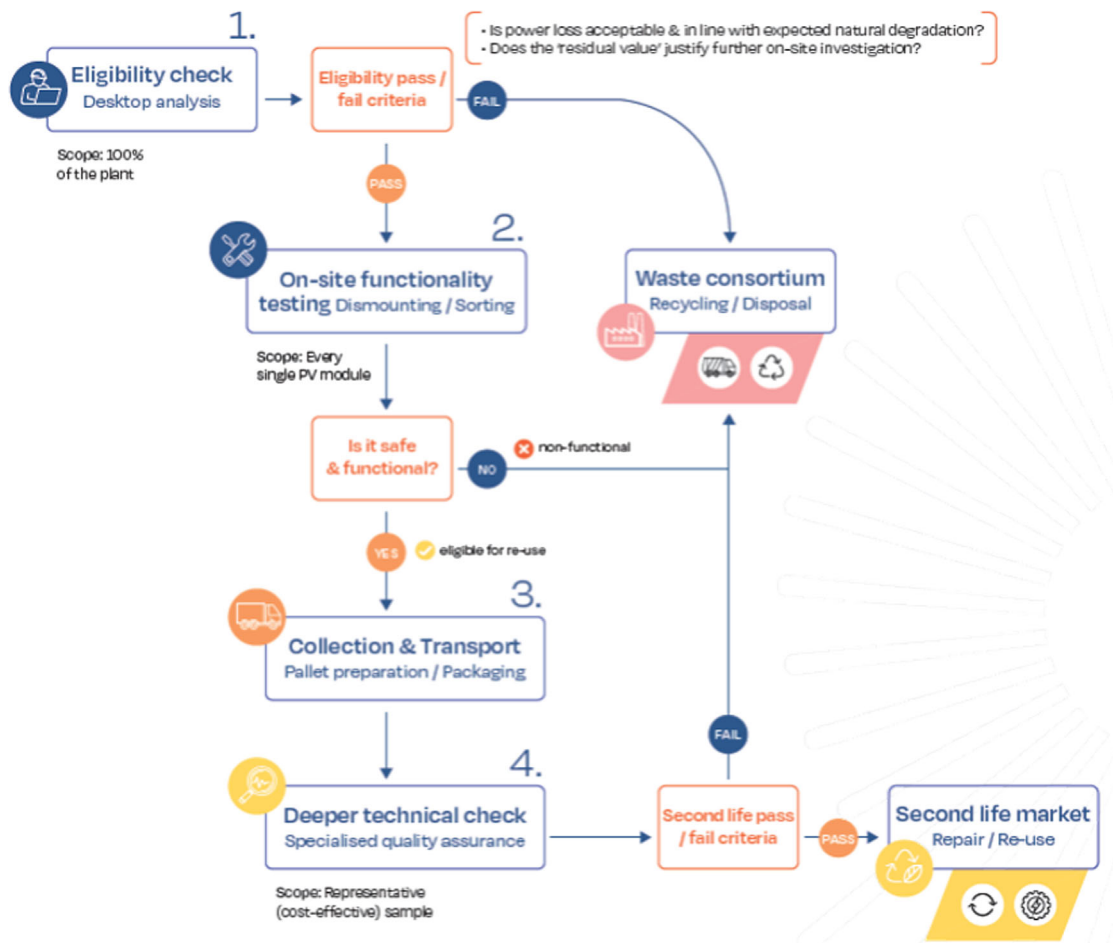 1.
Eligibility check
Desktop analysis
Scope: 100%
of the plant
Eligibility pass /
fail criteria
• Is power loss acceptable & in line with expected natural degradation?
• Does the 'residual value' justify further on-site investigation?
FAIL
PASS
2.
On-site functionality
testing Dismounting / Sorting
Scope: Every
single PV module
Waste consortium
Recycling / Disposal
Is it safe
& functional?
NO
non-functional
YES
eligible for re-use
3.
Collection & Transport
Pallet preparation / Packaging
4.
Deeper technical check
Specialised quality assurance
Scope: Representative
(cost-effective) sample
Second life pass
/ fail criteria
FAIL
PASS
Second life market
Repair / Re-use